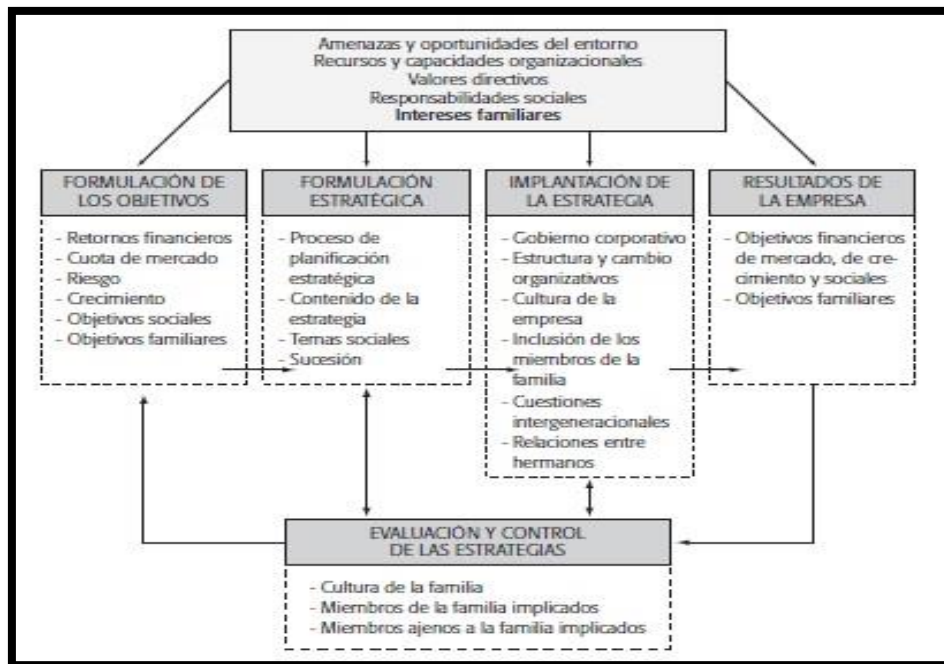 Amenazas y oportunidades del entorno
Recursos y capacidades organizacionales
Valores directivos
Responsabilidades sociales
Intereses familiares
FORMULACIÓN DE
LOS OBJETIVOS
- Retornos financieros
- Cuota de mercado
- Riesgo
- Crecimiento
- Objetivos sociales
- Objetivos familiares
FORMULACIÓN
ESTRATÉGICA
- Proceso de
planificación
estratégica
- Contenido de la
estrategia
- Temas sociales
- Sucesión
IMPLANTACIÓN DE
LA ESTRATEGIA
- Gobierno corporativo
- Estructura y cambio
organizativos
- Cultura de la
empresa
- Inclusión de los
miembros de la
familia
- Cuestiones
intergeneracionales
- Relaciones entre
hermanos
RESULTADOS DE
LA EMPRESA
- Objetivos financieros
de mercado, de cre-
cimiento y sociales
- Objetivos familiares
EVALUACIÓN Y CONTROL
DE LAS ESTRATEGIAS
- Cultura de la familia
- Miembros de la familia implicados
- Miembros ajenos a la familia implicados